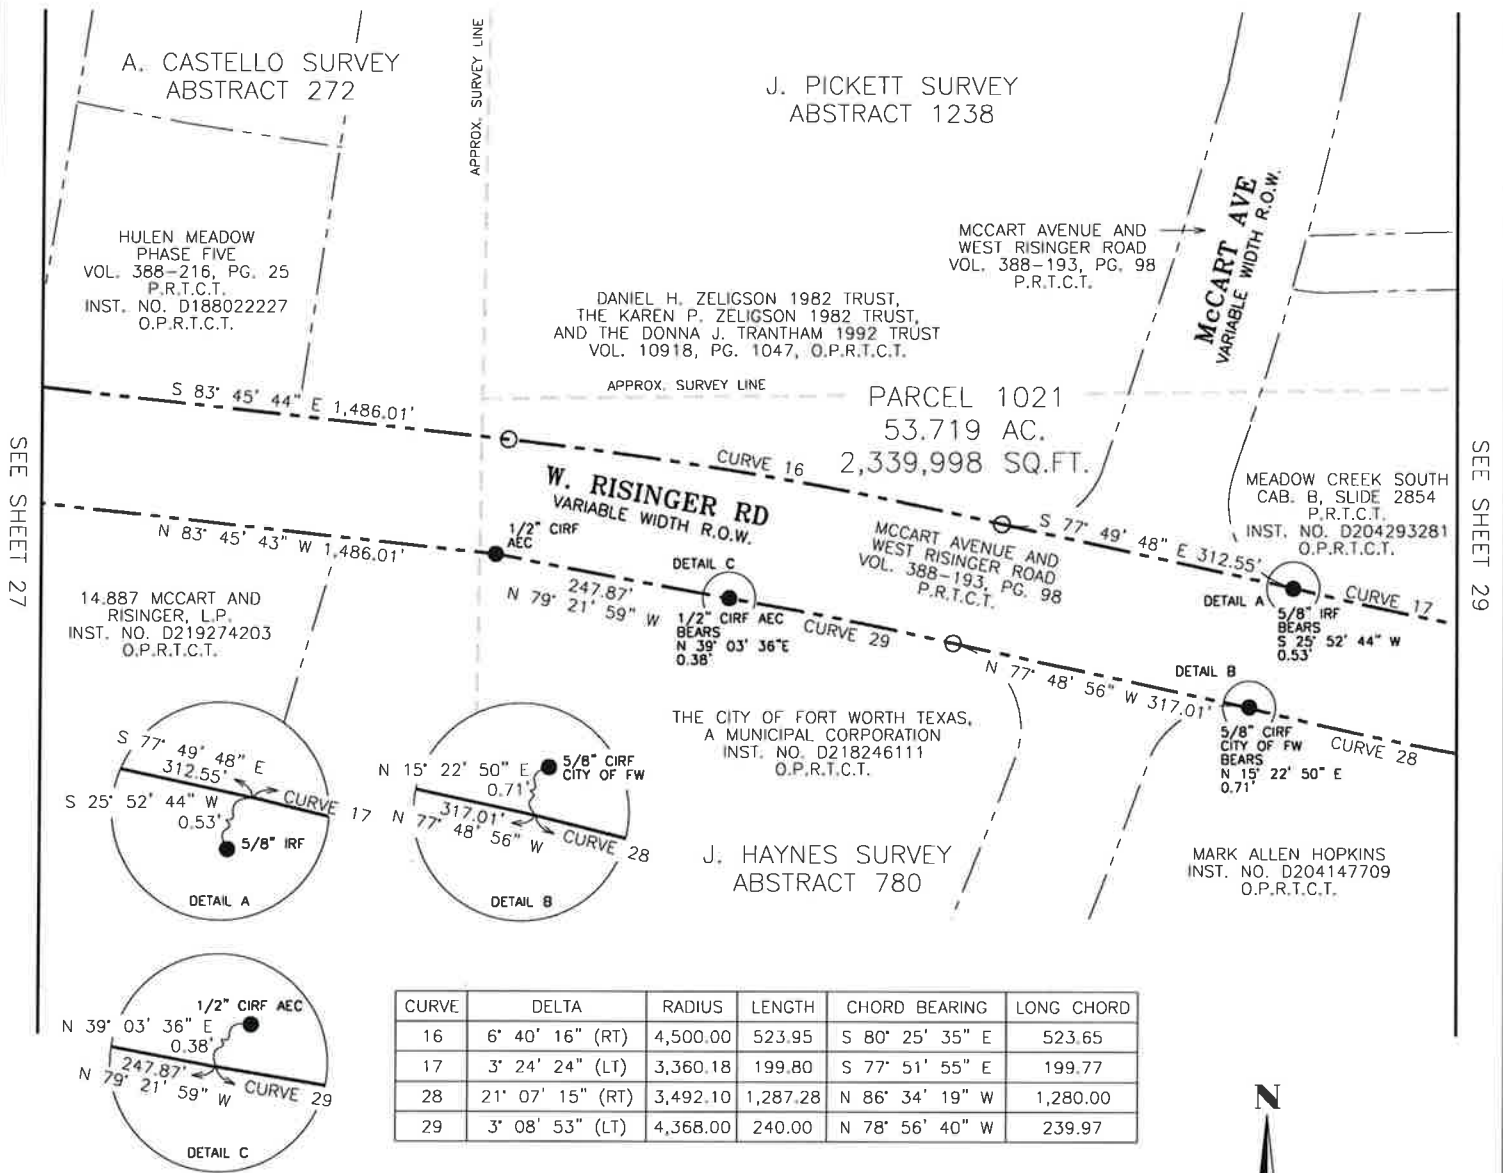 A. CASTELLO SURVEY
ABSTRACT 272
APPROX. SURVEY LINE
J. PICKETT SURVEY
ABSTRACT 1238
HULEN MEADOW
PHASE FIVE
VOL. 388-216, PG. 25
P.R.T.C.T.
INST. NO. D188022227
O.P.R.T.C.T.
MCCART AVENUE AND
WEST RISINGER ROAD
VOL. 388-193, PG. 98
P.R.T.C.T.
McCART AVE
VARIABLE WIDTH R.O.W.
DANIEL H. ZELIGSON 1982 TRUST,
THE KAREN P. ZELIGSON 1982 TRUST,
AND THE DONNA J. TRANTHAM 1992 TRUST
VOL. 10918, PG. 1047, O.P.R.T.C.T.
APPROX. SURVEY LINE
PARCEL 1021
53.719 AC.
2,339,998 SQ.FT.
S 83° 45' 44" E 1,486.01'
CURVE 16
SEE SHEET 27
SEE SHEET 29
W. RISINGER RD
VARIABLE WIDTH R.O.W.
MEADOW CREEK SOUTH
CAB. B, SLIDE 2854
P.R.T.C.T.
INST. NO. D204293281
O.P.R.T.C.T.
S 77° 49' 48" E 312.55'
MCCART AVENUE AND
WEST RISINGER ROAD
VOL. 388-193, PG. 98
P.R.T.C.T.
N 83° 45' 43" W 1,486.01'
1/2" CIRF
AEC
DETAIL C
247.87'
N 79° 21' 59" W
1/2" CIRF AEC
BEARS
N 39° 03' 36"E
0.38'
CURVE 29
DETAIL A
CURVE 17
5/8" IRF
BEARS
S 25° 52' 44" W
0.53'
14.887 MCCART AND
RISINGER, L.P.
INST. NO. D219274203
O.P.R.T.C.T.
N 77° 48' 56" W 317.01'
DETAIL B
5/8" CIRF
CITY OF FW
BEARS
N 15° 22' 50" E
0.71'
CURVE 28
THE CITY OF FORT WORTH TEXAS,
A MUNICIPAL CORPORATION
INST. NO. D218246111
O.P.R.T.C.T.
S 77° 49' 48" E
312.55'
S 25° 52' 44" W
0.53'
CURVE 17
5/8" IRF
DETAIL A
N 15° 22' 50" E
0.71'
5/8" CIRF
CITY OF FW
317.01'
N 77° 48' 56" W
CURVE 28
DETAIL B
J. HAYNES SURVEY
ABSTRACT 780
MARK ALLEN HOPKINS
INST. NO. D204147709
O.P.R.T.C.T.
1/2" CIRF AEC
N 39° 03' 36" E
0.38'
247.87'
N 79° 21' 59" W
CURVE 29
DETAIL C
CURVE DELTA RADIUS LENGTH CHORD BEARING LONG CHORD
16 6° 40' 16" (RT) 4,500.00 523.95 S 80° 25' 35" E 523.65
17 3° 24' 24" (LT) 3,360.18 199.80 S 77° 51' 55" E 199.77
28 21° 07' 15" (RT) 3,492.10 1,287.28 N 86° 34' 19" W 1,280.00
29 3° 08' 53" (LT) 4,368.00 240.00 N 78° 56' 40" W 239.97
N